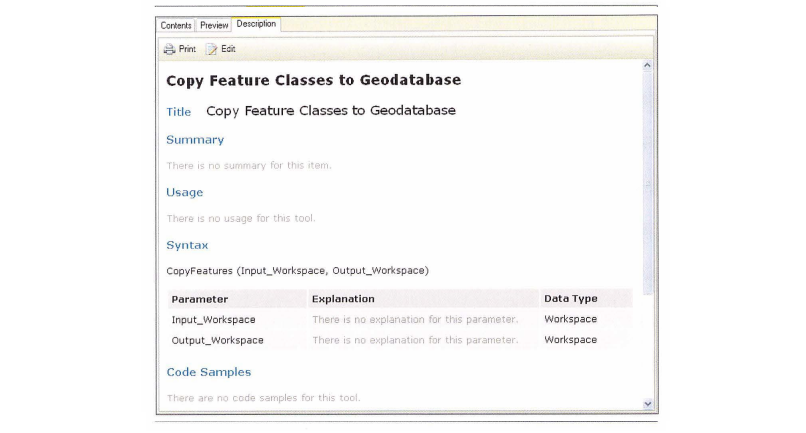 Contents Preview Description
Print Edit
Copy Feature Classes to Geodatabase
Title Copy Feature Classes to Geodatabase
Summary
There is no summary for this item.
Usage
There is no usage for this tool.
Syntax
CopyFeatures (Input_Workspace, Output_Workspace)
Parameter Explanation Data Type
Input_Workspace There is no explanation for this parameter. Workspace
Output_Workspace There is no explanation for this parameter. Workspace
Code Samples
There are no code samples for this tool.